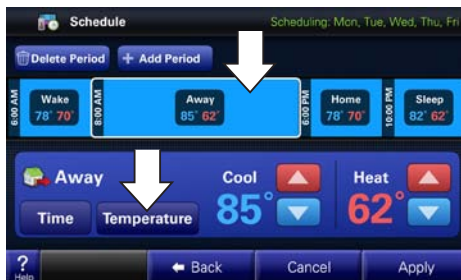 Schedule
Scheduling: Mon, Tue, Wed, Thu, Fri
Delete Period
+ Add Period
6:00 AM
Wake
78° 70°
8:00 AM
Away
85° 62°
6:00 PM
Home
78° 70°
10:00 PM
Sleep
82° 62°
Away
Cool
Heat
Time
Temperature
85°
62°
? Help
Back
Cancel
Apply